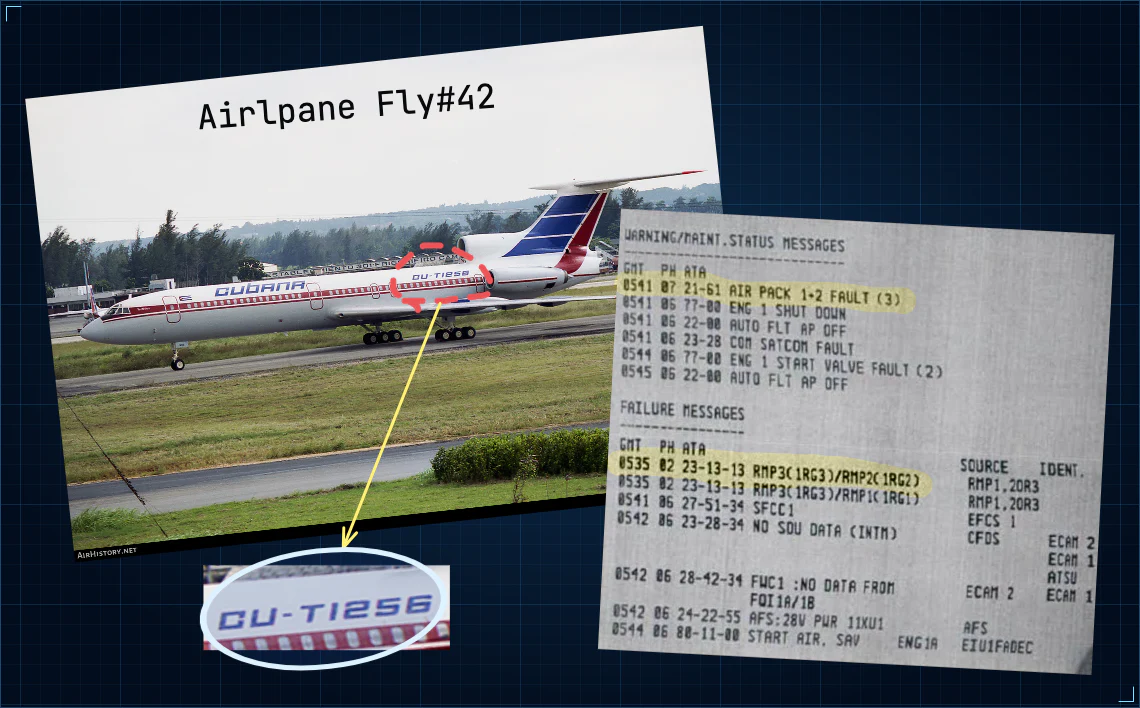 Airlpane Fly#42
CUBANA
CU-T1256
AIRHISTORY.NET
CU-T1256
WARNING/MAINT.STATUS MESSAGES
-----------------------------
GMT PH ATA
0541 07 21-61 AIR PACK 1+2 FAULT (3)
0541 06 77-00 ENG 1 SHUT DOWN
0541 06 22-00 AUTO FLT AP OFF
0541 06 23-28 COM SATCOM FAULT
0544 06 77-00 ENG 1 START VALVE FAULT (2)
0545 06 22-00 AUTO FLT AP OFF
FAILURE MESSAGES
----------------
GMT PH ATA SOURCE IDENT.
0535 02 23-13-13 RMP3(1RG3)/RMP2(1RG2) RMP1,2OR3
0535 02 23-13-13 RMP3(1RG3)/RMP1(1RG1) RMP1,2OR3
0541 06 27-51-34 SFCC1 EFCS 1
0542 06 23-28-34 NO SDU DATA (INTM) CFDS ECAM 2
ECAM 1
ATSU
0542 06 28-42-34 FWC1 :NO DATA FROM ECAM 2 ECAM 1
FQI1A/1B
0542 06 24-22-55 AFS:28V PWR 11XU1 AFS
0544 06 80-11-00 START AIR. SAV ENG1A EIU1FADEC